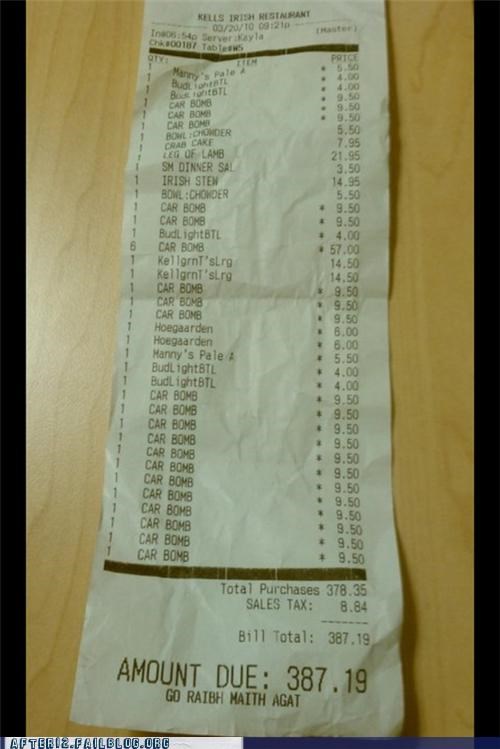 KELLS IRISH RESTAURANT
03/20/10 09:21p
In#06:54p Server:Kayla (Master)
Chk#00187 Table#W5
QTY: ITEM PRICE
1 Manny's Pale A * 5.50
1 BudLightBTL * 4.00
1 BudLightBTL * 4.00
1 CAR BOMB * 9.50
1 CAR BOMB * 9.50
1 CAR BOMB * 9.50
1 BOWL:CHOWDER 5.50
1 CRAB CAKE 7.95
1 LEG OF LAMB 21.95
1 SM DINNER SAL 3.50
1 IRISH STEW 14.95
1 BOWL:CHOWDER 5.50
1 CAR BOMB * 9.50
1 CAR BOMB * 9.50
1 BudLightBTL * 4.00
6 CAR BOMB * 57.00
1 KellgrnT'sLrg 14.50
1 KellgrnT'sLrg 14.50
1 CAR BOMB * 9.50
1 CAR BOMB * 9.50
1 CAR BOMB * 9.50
1 Hoegaarden * 6.00
1 Hoegaarden * 6.00
1 Manny's Pale A * 5.50
1 BudLightBTL * 4.00
1 BudLightBTL * 4.00
1 CAR BOMB * 9.50
1 CAR BOMB * 9.50
1 CAR BOMB * 9.50
1 CAR BOMB * 9.50
1 CAR BOMB * 9.50
1 CAR BOMB * 9.50
1 CAR BOMB * 9.50
1 CAR BOMB * 9.50
1 CAR BOMB * 9.50
1 CAR BOMB * 9.50
1 CAR BOMB * 9.50
1 CAR BOMB * 9.50
Total Purchases 378.35
SALES TAX: 8.84
Bill Total: 387.19
AMOUNT DUE: 387.19
GO RAIBH MAITH AGAT
AFTER12.FAILBLOG.ORG